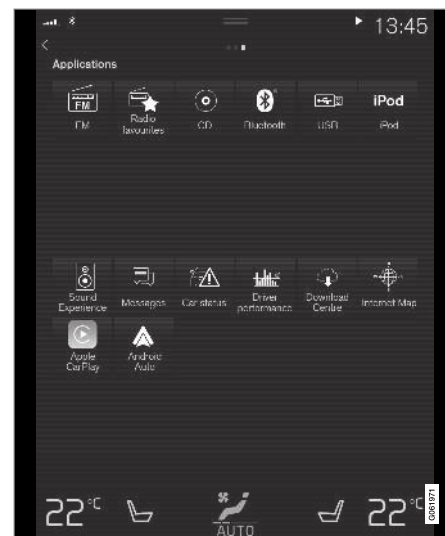 13:45
Applications
FM
FM
Radio
favourites
CD
Bluetooth
USB
iPod
iPod
Sound
Experience
Messages
Car status
Driver
performance
Download
Centre
Internet Map
Apple
CarPlay
Android
Auto
22°C
22°C
AUTO
G061971